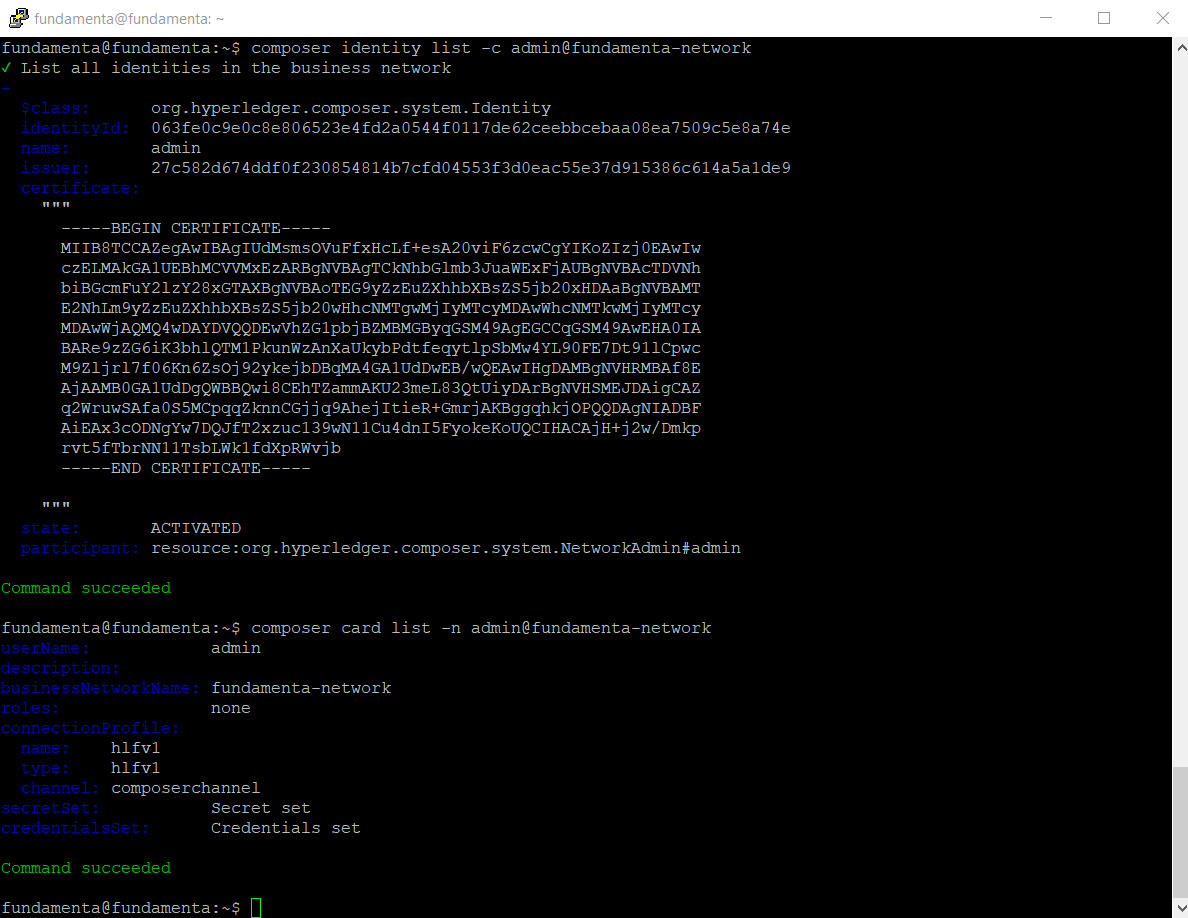 fundamenta@fundamenta: ~
fundamenta@fundamenta:~$ composer identity list -c admin@fundamenta-network
✓ List all identities in the business network
-
$class: org.hyperledger.composer.system.Identity
identityId: 063fe0c9e0c8e806523e4fd2a0544f0117de62ceebbcebaa08ea7509c5e8a74e
name: admin
issuer: 27c582d674ddf0f230854814b7cfd04553f3d0eac55e37d915386c614a5a1de9
certificate:
"""
-----BEGIN CERTIFICATE-----
MIIB8TCCAZegAwIBAgIUdMsmsOVuFfxHcLf+esA20viF6zcwCgYIKoZIzj0EAwIw
czELMAkGA1UEBhMCVVMxEzARBgNVBAgTCkNhbGlmb3JuaWExFjAUBgNVBAcTDVNh
biBGcmFuY2lzY28xGTAXBgNVBAoTEG9yZzEuZXhhbXBsZS5jb20xHDAaBgNVBAMT
E2NhLm9yZzEuZXhhbXBsZS5jb20wHhcNMTgwMjIyMTcyMDAwWhcNMTkwMjIyMTcy
MDAwWjAQMQ4wDAYDVQQDEwVhZG1pbjBZMBMGByqGSM49AgEGCCqGSM49AwEHA0IA
BARe9zZG6iK3bhlQTM1PkunWzAnXaUkybPdtfeqytlpSbMw4YL90FE7Dt91lCpwc
M9Zljrl7f06Kn6ZsOj92ykejbDBqMA4GA1UdDwEB/wQEAwIHgDAMBgNVHRMBAf8E
AjAAMB0GA1UdDgQWBBQwi8CEhTZammAKU23meL83QtUiyDArBgNVHSMEJDAigCAZ
q2WruwSAfa0S5MCpqqZknnCGjjq9AhejItieR+GmrjAKBggqhkjOPQQDAgNIADBF
AiEAx3cODNgYw7DQJfT2xzuc139wN11Cu4dnI5FyokeKoUQCIHACAjH+j2w/Dmkp
rvt5fTbrNN11TsbLWk1fdXpRWvjb
-----END CERTIFICATE-----
"""
state: ACTIVATED
participant: resource:org.hyperledger.composer.system.NetworkAdmin#admin
Command succeeded
fundamenta@fundamenta:~$ composer card list -n admin@fundamenta-network
userName: admin
description:
businessNetworkName: fundamenta-network
roles: none
connectionProfile:
name: hlfv1
type: hlfv1
channel: composerchannel
secretSet: Secret set
credentialsSet: Credentials set
Command succeeded
fundamenta@fundamenta:~$